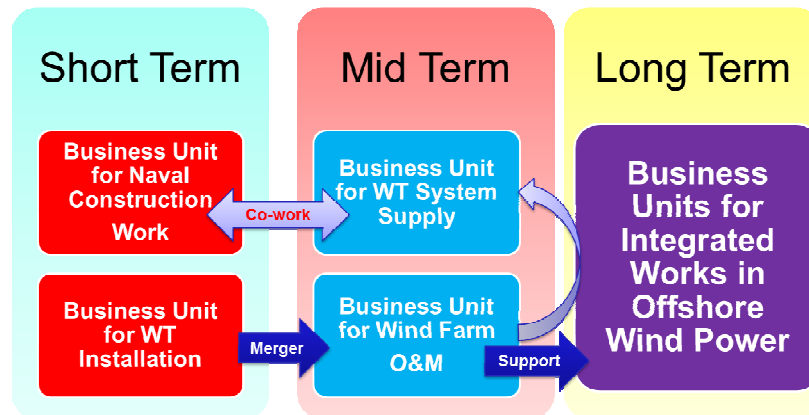 Short Term
Mid Term
Long Term
Business Unit
for Naval
Construction
Work
Co-work
Business Unit
for WT System
Supply
Business Unit
for WT
Installation
Merger
Business Unit
for Wind Farm
O&M
Support
Business
Units for
Integrated
Works in
Offshore
Wind Power